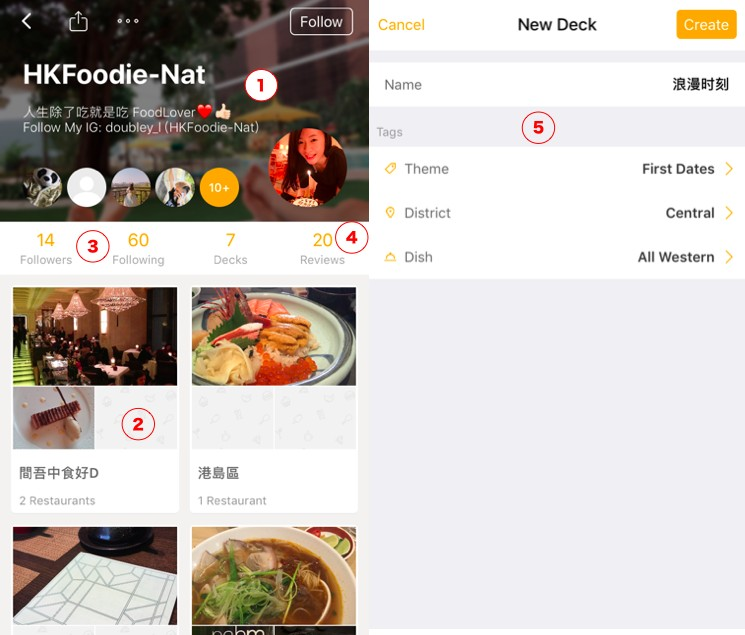 Follow
HKFoodie-Nat
1
人生除了吃就是吃 FoodLover❤️👍🏻
Follow My IG: doubley_l (HKFoodie-Nat)
10+
14
Followers
3
60
Following
7
Decks
20
Reviews
4
2
間吾中食好D
2 Restaurants
港島區
1 Restaurant
Cancel
New Deck
Create
Name
浪漫时刻
5
Tags
Theme
First Dates
District
Central
Dish
All Western